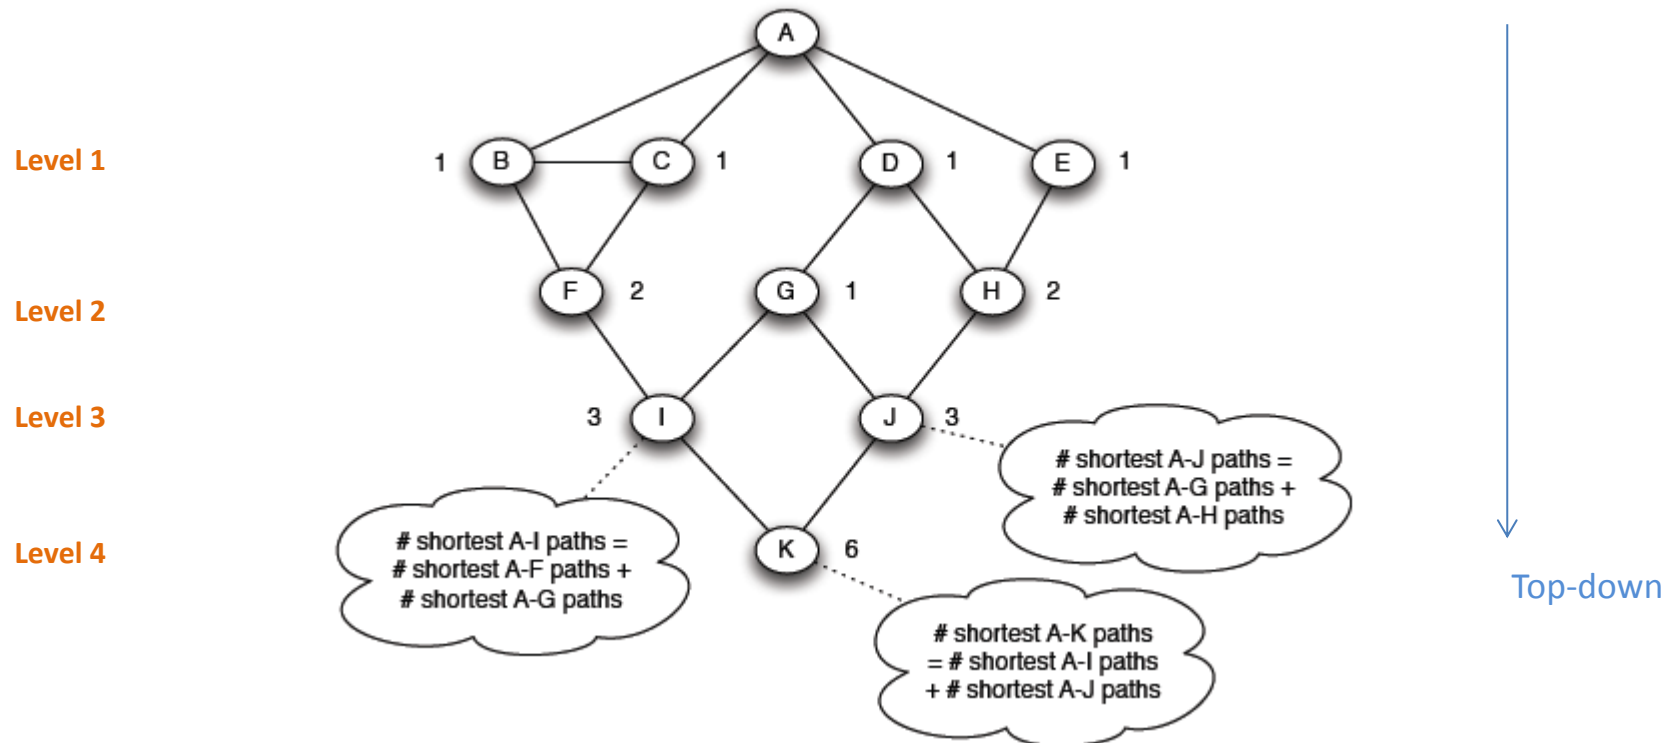 A
Level 1
1
B
C
1
D
1
E
1
Level 2
F
2
G
1
H
2
Level 3
3
I
J
3
# shortest A-J paths =
# shortest A-G paths +
# shortest A-H paths
Level 4
# shortest A-I paths =
# shortest A-F paths +
# shortest A-G paths
K
6
Top-down
# shortest A-K paths
= # shortest A-I paths
+ # shortest A-J paths